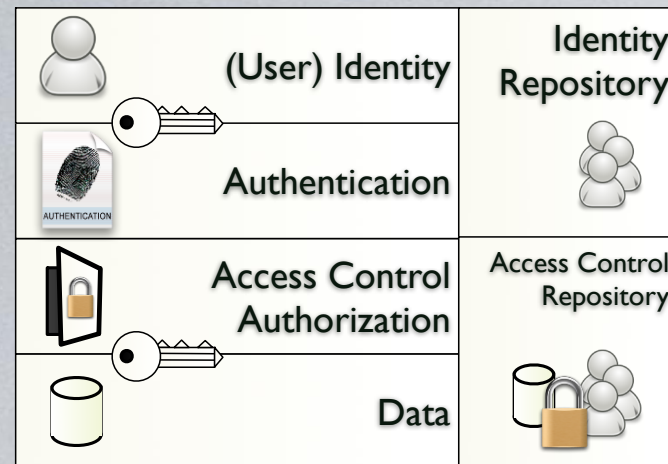 (User) Identity
AUTHENTICATION
Authentication
Access Control
Authorization
Data
Identity
Repository
Access Control
Repository